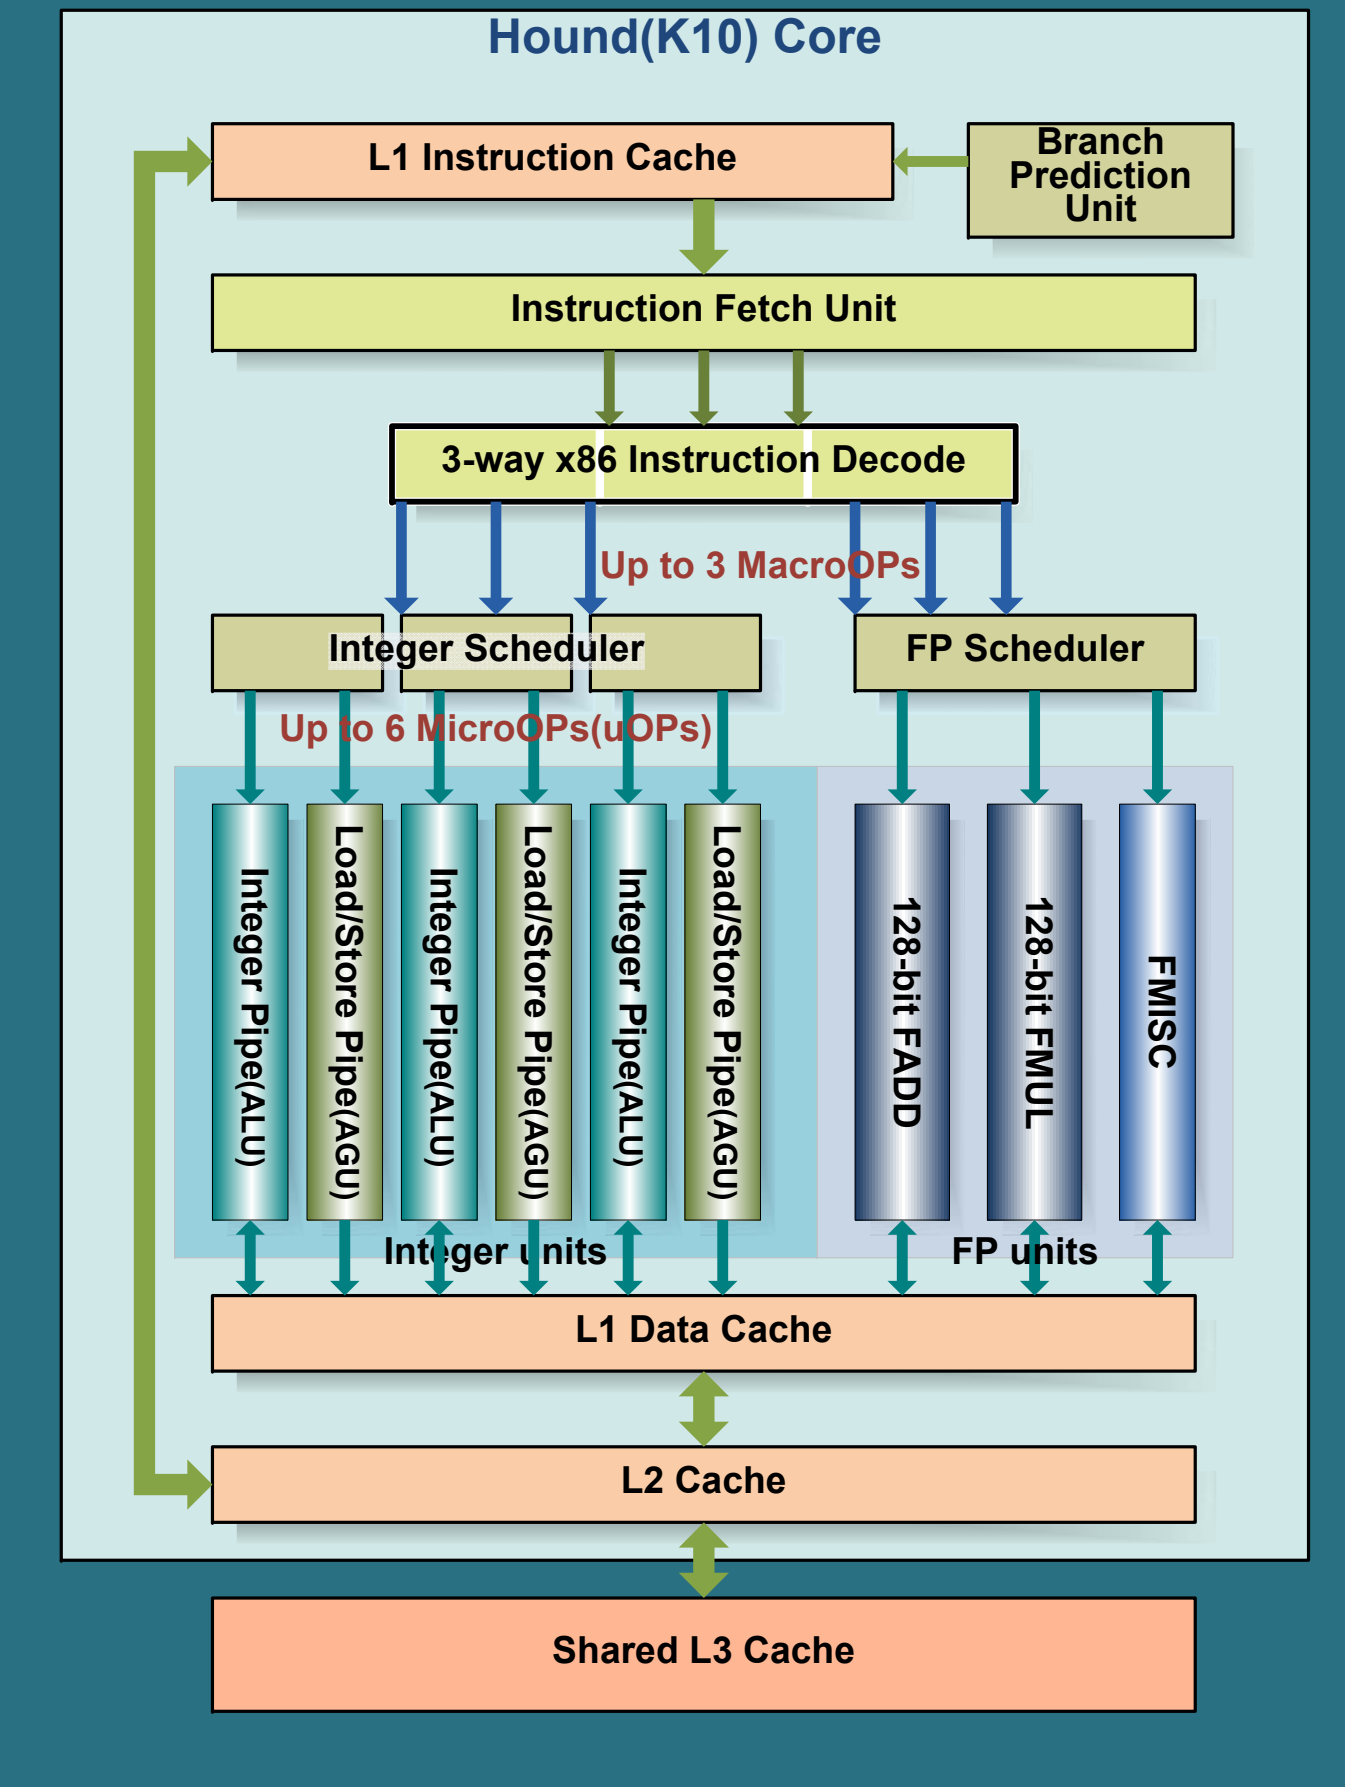 Hound(K10) Core
L1 Instruction Cache
Branch
Prediction
Unit
Instruction Fetch Unit
3-way x86 Instruction Decode
Up to 3 MacroOPs
Integer Scheduler
FP Scheduler
Up to 6 MicroOPs(uOPs)
Integer Pipe(ALU)
Load/Store Pipe(AGU)
Integer Pipe(ALU)
Load/Store Pipe(AGU)
Integer Pipe(ALU)
Load/Store Pipe(AGU)
128-bit FADD
128-bit FMUL
FMISC
Integer units
FP units
L1 Data Cache
L2 Cache
Shared L3 Cache